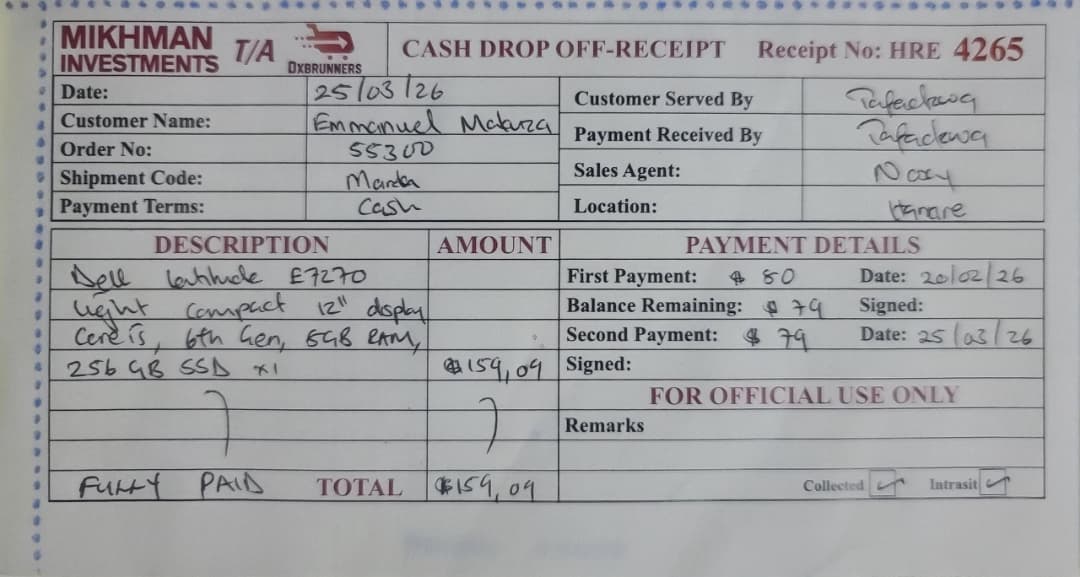 MIKHMAN INVESTMENTS T/A OXBRUNNERS
CASH DROP OFF-RECEIPT
Receipt No: HRE 4265
Date: 25/03/26
Customer Name: Emmanuel
Order No: 55300
Shipment Code:
Payment Terms: Cash
Customer Served By Tafadzwa
Payment Received By Tafadzwa
Sales Agent:
Location: Harare
DESCRIPTION AMOUNT
Dell Latitude E7270
Light Compact 12" display
Core i5, 6th Gen, RAM,
256 GB SSD x1 $159,09
FULLY PAID TOTAL $159,09
PAYMENT DETAILS
First Payment: $ 80 Date: 20/02/26
Balance Remaining: $ 79 Signed:
Second Payment: $ 79 Date: 25/03/26
Signed:
FOR OFFICIAL USE ONLY
Remarks
Collected Intrasit